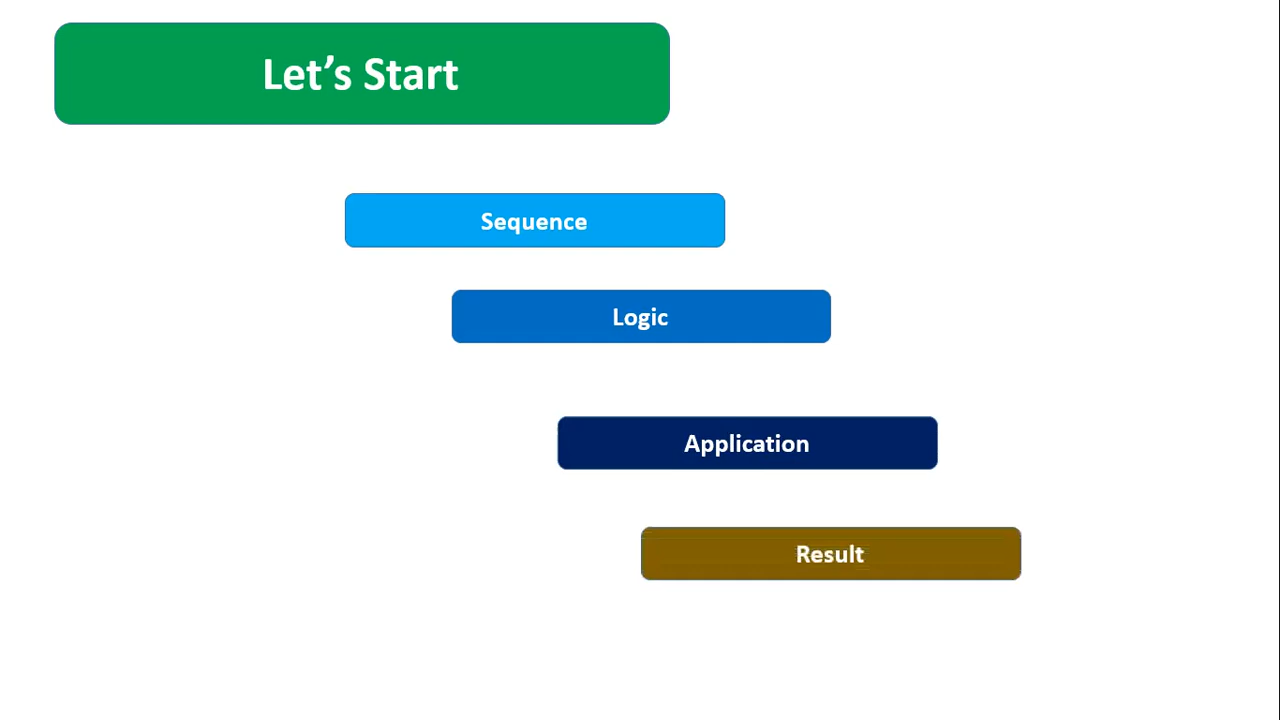 Let’s Start
Sequence
Logic
Application
Result